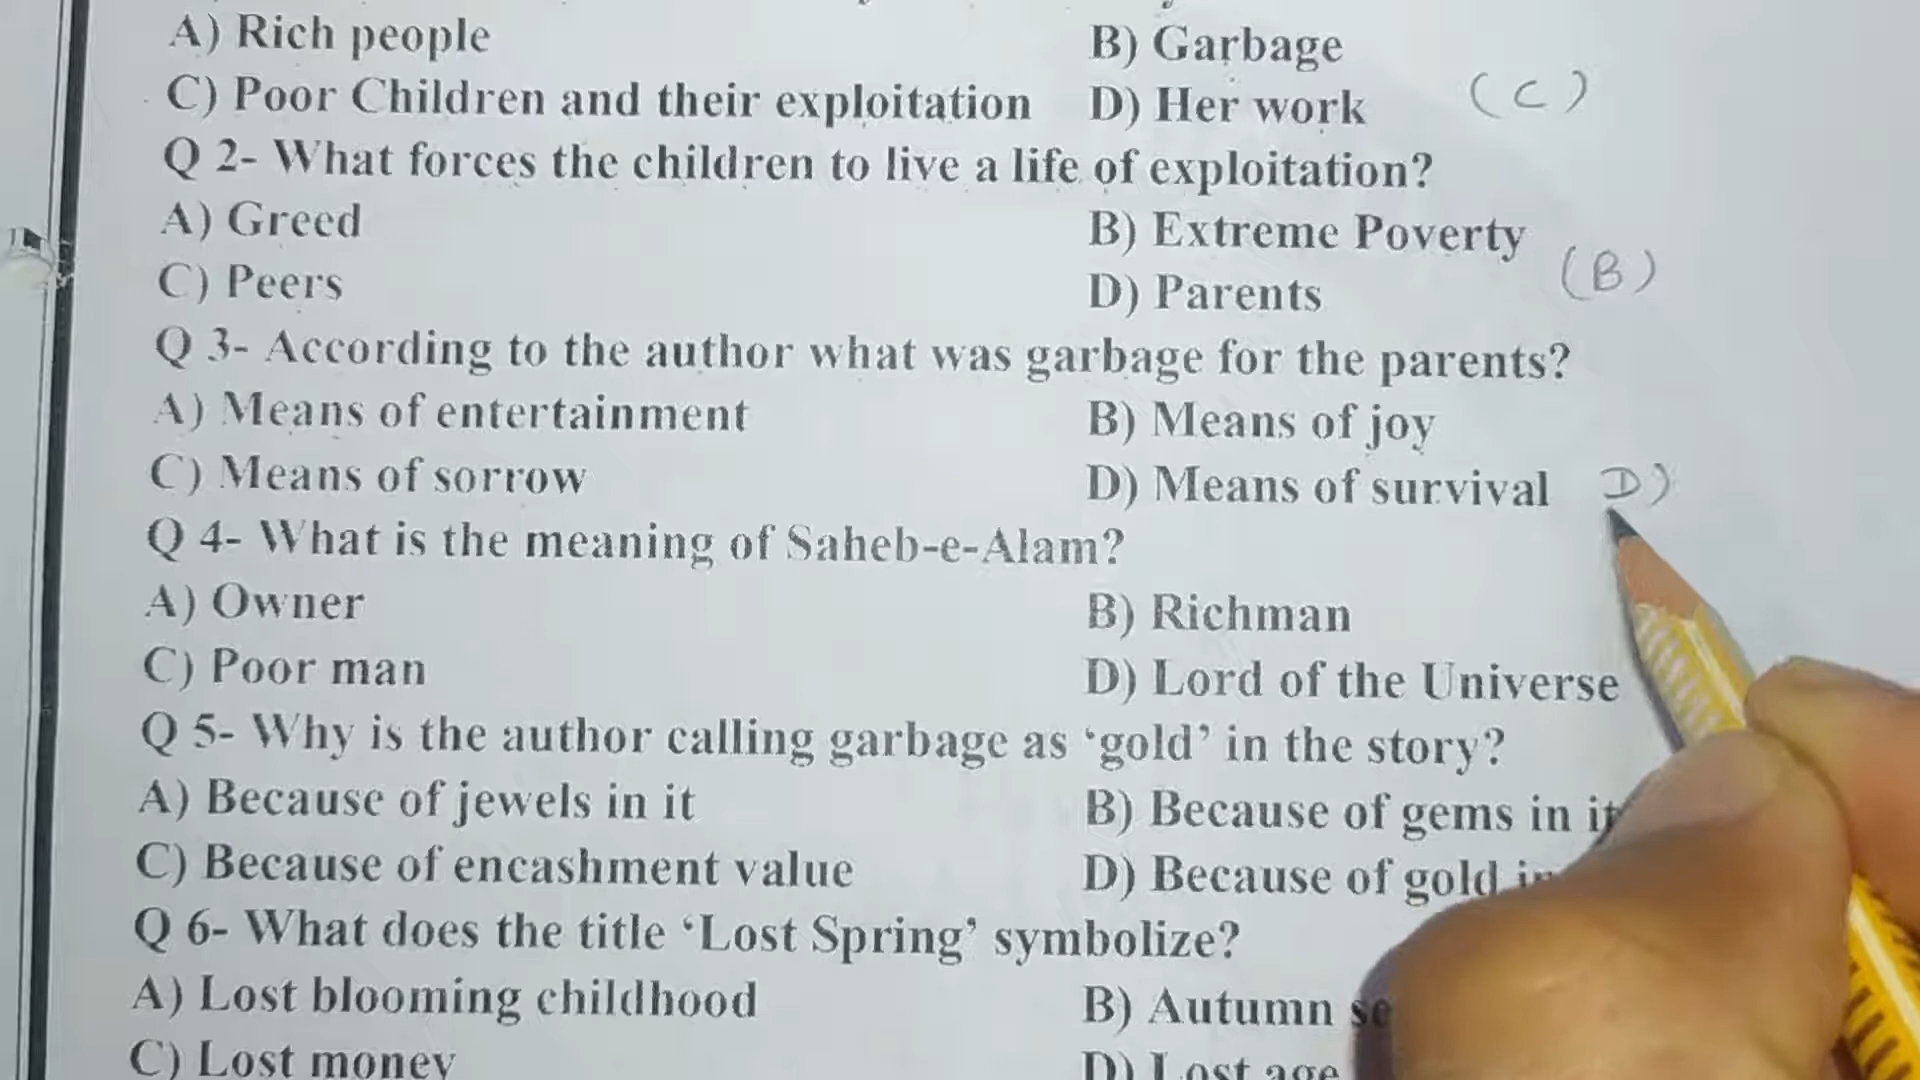 A) Rich people B) Garbage
C) Poor Children and their exploitation D) Her work (C)
Q 2- What forces the children to live a life of exploitation?
A) Greed B) Extreme Poverty (B)
C) Peers D) Parents
Q 3- According to the author what was garbage for the parents?
A) Means of entertainment B) Means of joy
C) Means of sorrow D) Means of survival D)
Q 4- What is the meaning of Saheb-e-Alam?
A) Owner B) Richman
C) Poor man D) Lord of the Universe
Q 5- Why is the author calling garbage as ‘gold’ in the story?
A) Because of jewels in it B) Because of gems in it
C) Because of encashment value D) Because of gold
Q 6- What does the title ‘Lost Spring’ symbolize?
A) Lost blooming childhood B) Autumn
C) Lost money D) Lost age